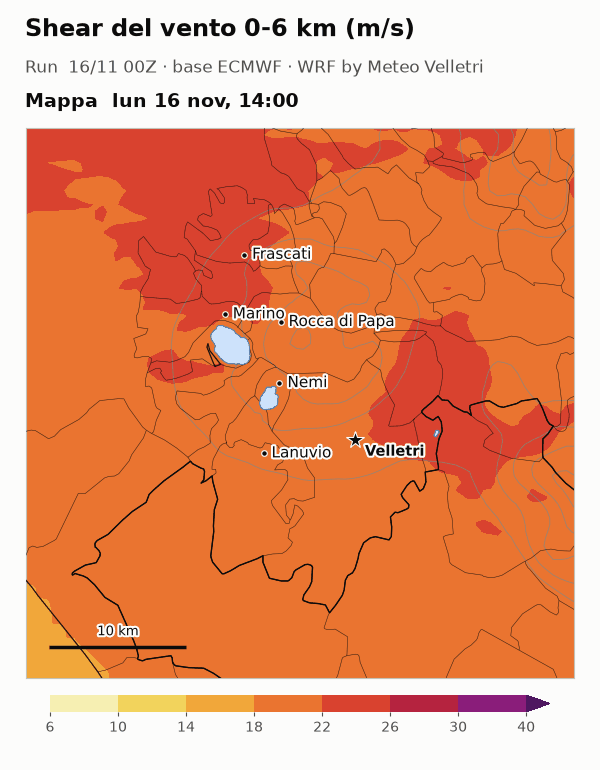 Shear del vento 0-6 km (m/s)
Run  16/11 00Z · base ECMWF · WRF by Meteo Velletri
Mappa  lun 16 nov, 14:00
Frascati
Marino
Rocca di Papa
Nemi
Velletri
Lanuvio
10 km
6 10 14 18 22 26 30 40